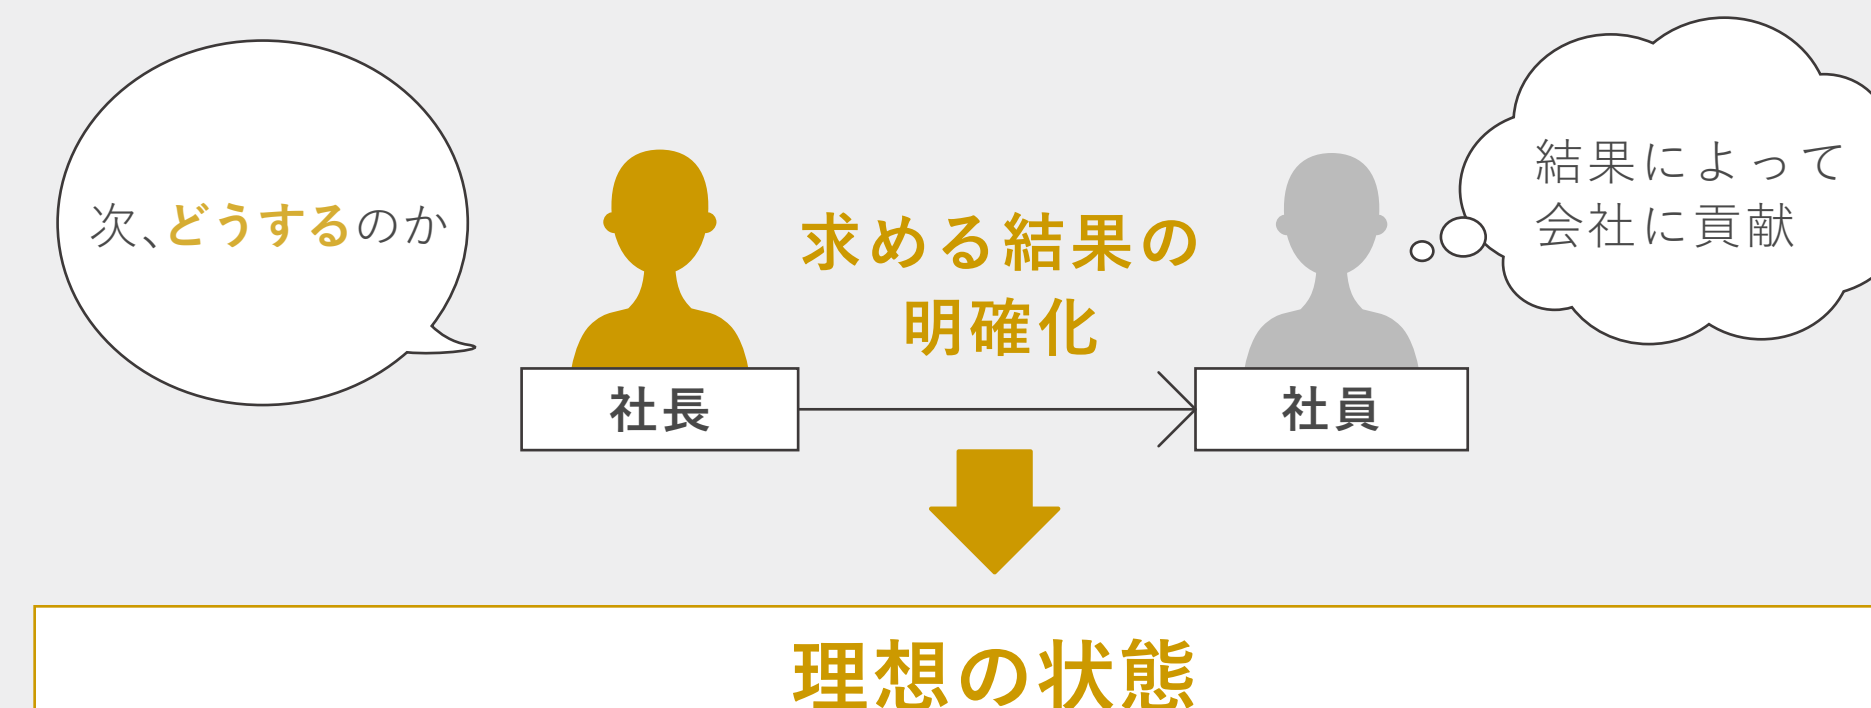 次、どうするのか
求める結果の
明確化
結果によって
会社に貢献
社長
社員
理想の状態